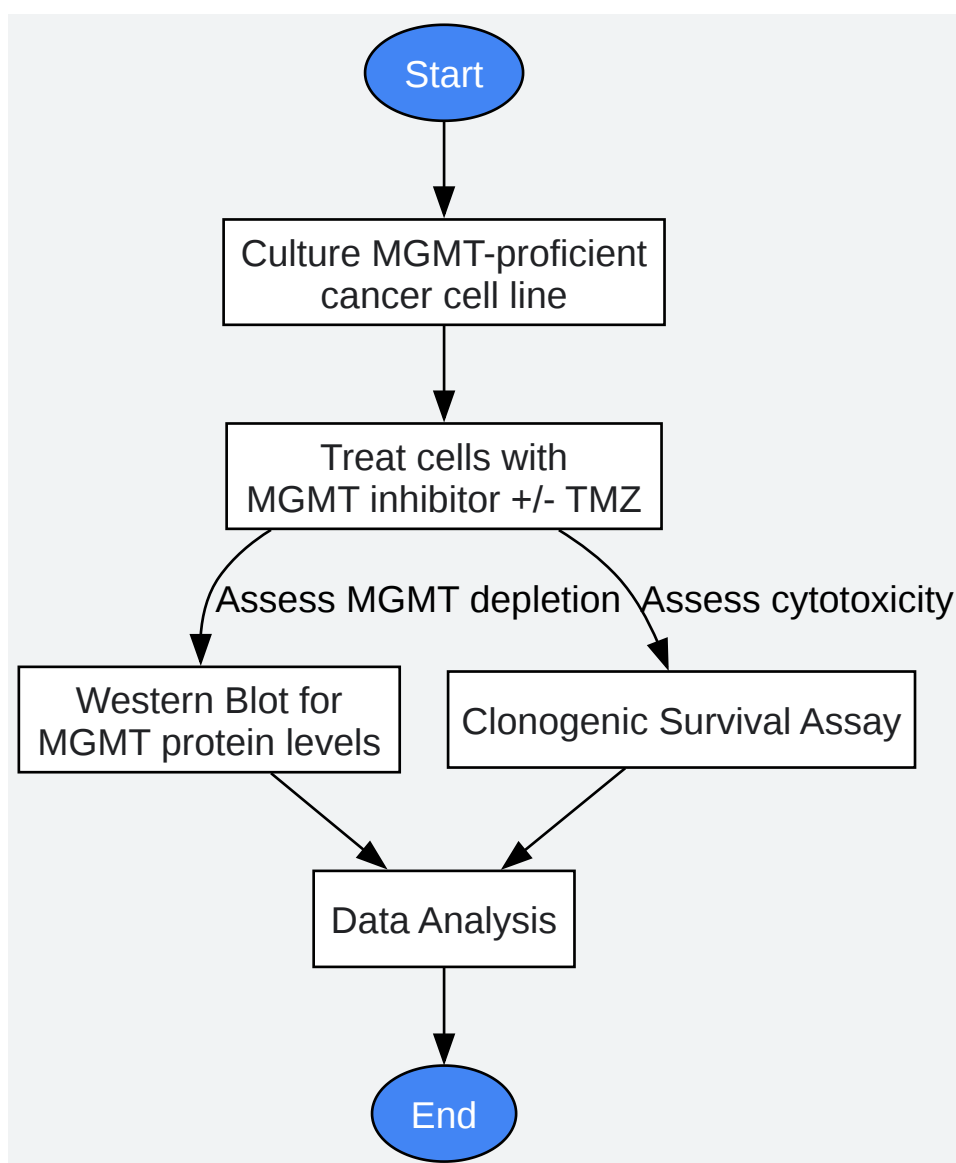 Start
Culture MGMT-proficient
cancer cell line
Treat cells with
MGMT inhibitor +/- TMZ
Assess MGMT depletion
Assess cytotoxicity
Western Blot for
MGMT protein levels
Clonogenic Survival Assay
Data Analysis
End